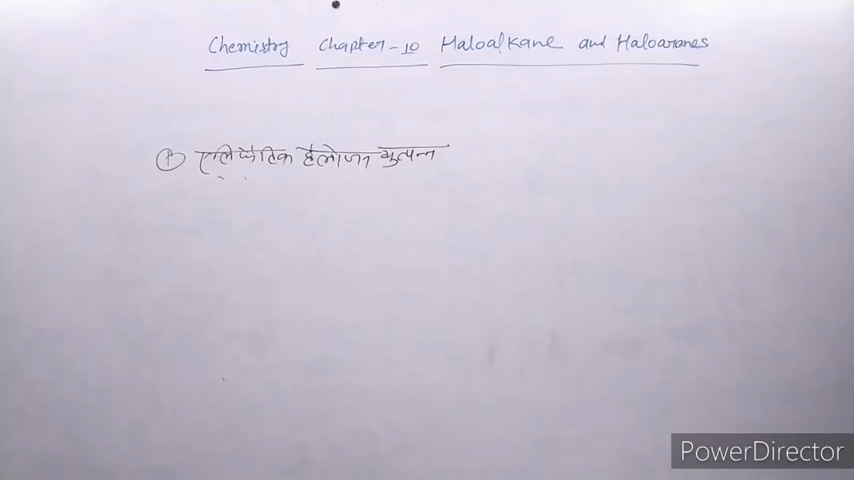 Chemistry Chapter-10 Haloalkane and Haloarenes
① एलिफैटिक हैलोजन व्युत्पन्न
PowerDirector